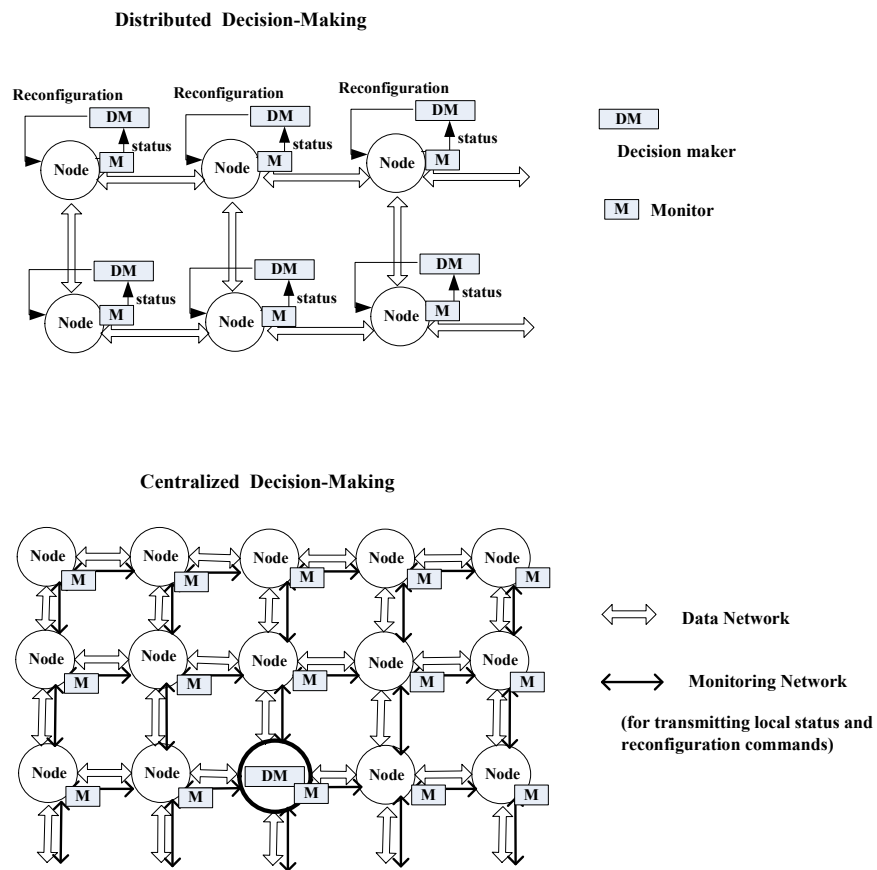 Distributed Decision-Making
Reconfiguration Reconfiguration Reconfiguration
DM DM DM
status status status
Node M Node M Node M
DM DM DM
status status status
Node M Node M Node M
DM
Decision maker
M Monitor
Centralized Decision-Making
Node Node Node Node Node
M M M M M
Node Node Node Node Node
M M M M M
Node Node DM Node Node
M M M M M
Data Network
Monitoring Network
(for transmitting local status and
reconfiguration commands)